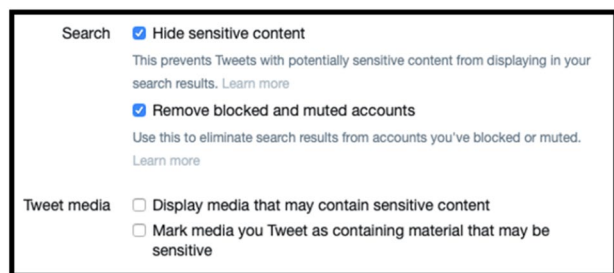 Search Hide sensitive content
This prevents Tweets with potentially sensitive content from displaying in your
search results. Learn more
Remove blocked and muted accounts
Use this to eliminate search results from accounts you've blocked or muted.
Learn more
Tweet media Display media that may contain sensitive content
Mark media you Tweet as containing material that may be
sensitive